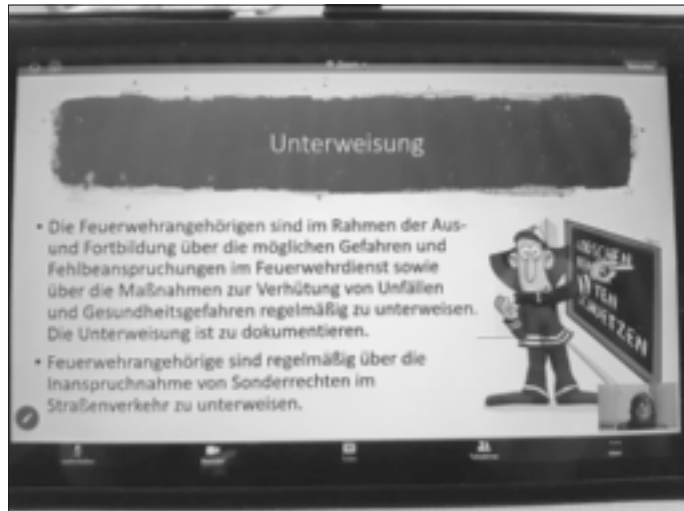 Unterweisung
• Die Feuerwehrangehörigen sind im Rahmen der Aus-
und Fortbildung über die möglichen Gefahren und
Fehlbeanspruchungen im Feuerwehrdienst sowie
über die Maßnahmen zur Verhütung von Unfällen
und Gesundheitsgefahren regelmäßig zu unterweisen.
Die Unterweisung ist zu dokumentieren.
• Feuerwehrangehörige sind regelmäßig über die
Inanspruchnahme von Sonderrechten im
Straßenverkehr zu unterweisen.